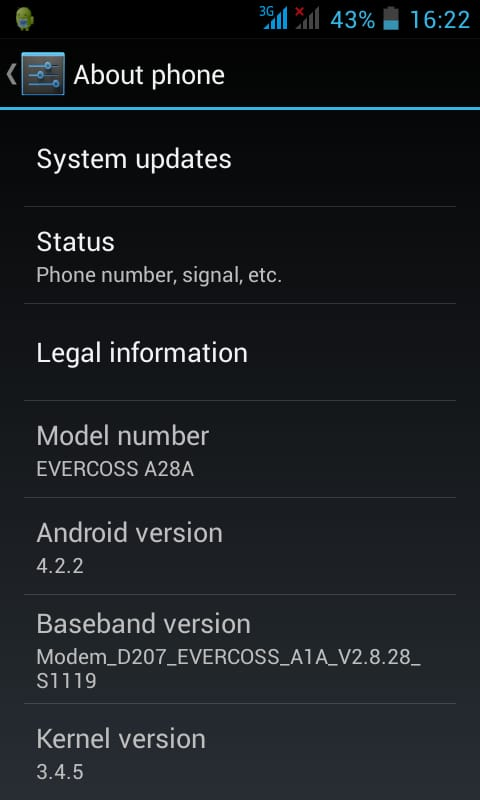 3G 43% 16:22
About phone
System updates
Status
Phone number, signal, etc.
Legal information
Model number
EVERCOSS A28A
Android version
4.2.2
Baseband version
Modem_D207_EVERCOSS_A1A_V2.8.28_
S1119
Kernel version
3.4.5